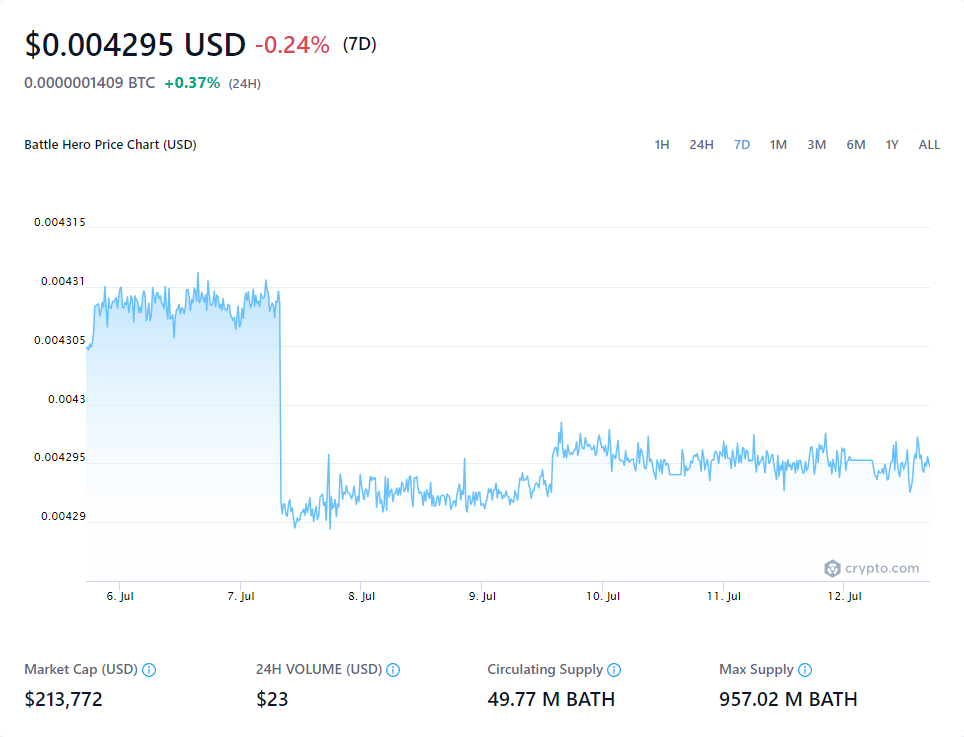 $0.004295 USD -0.24% (7D)
0.0000001409 BTC +0.37% (24H)
Battle Hero Price Chart (USD) 1H 24H 7D 1M 3M 6M 1Y ALL
0.004315
0.00431
0.004305
0.0043
0.004295
0.00429
crypto.com
6. Jul 7. Jul 8. Jul 9. Jul 10. Jul 11. Jul 12. Jul
Market Cap (USD) 24H VOLUME (USD) Circulating Supply Max Supply
$213,772 $23 49.77 M BATH 957.02 M BATH